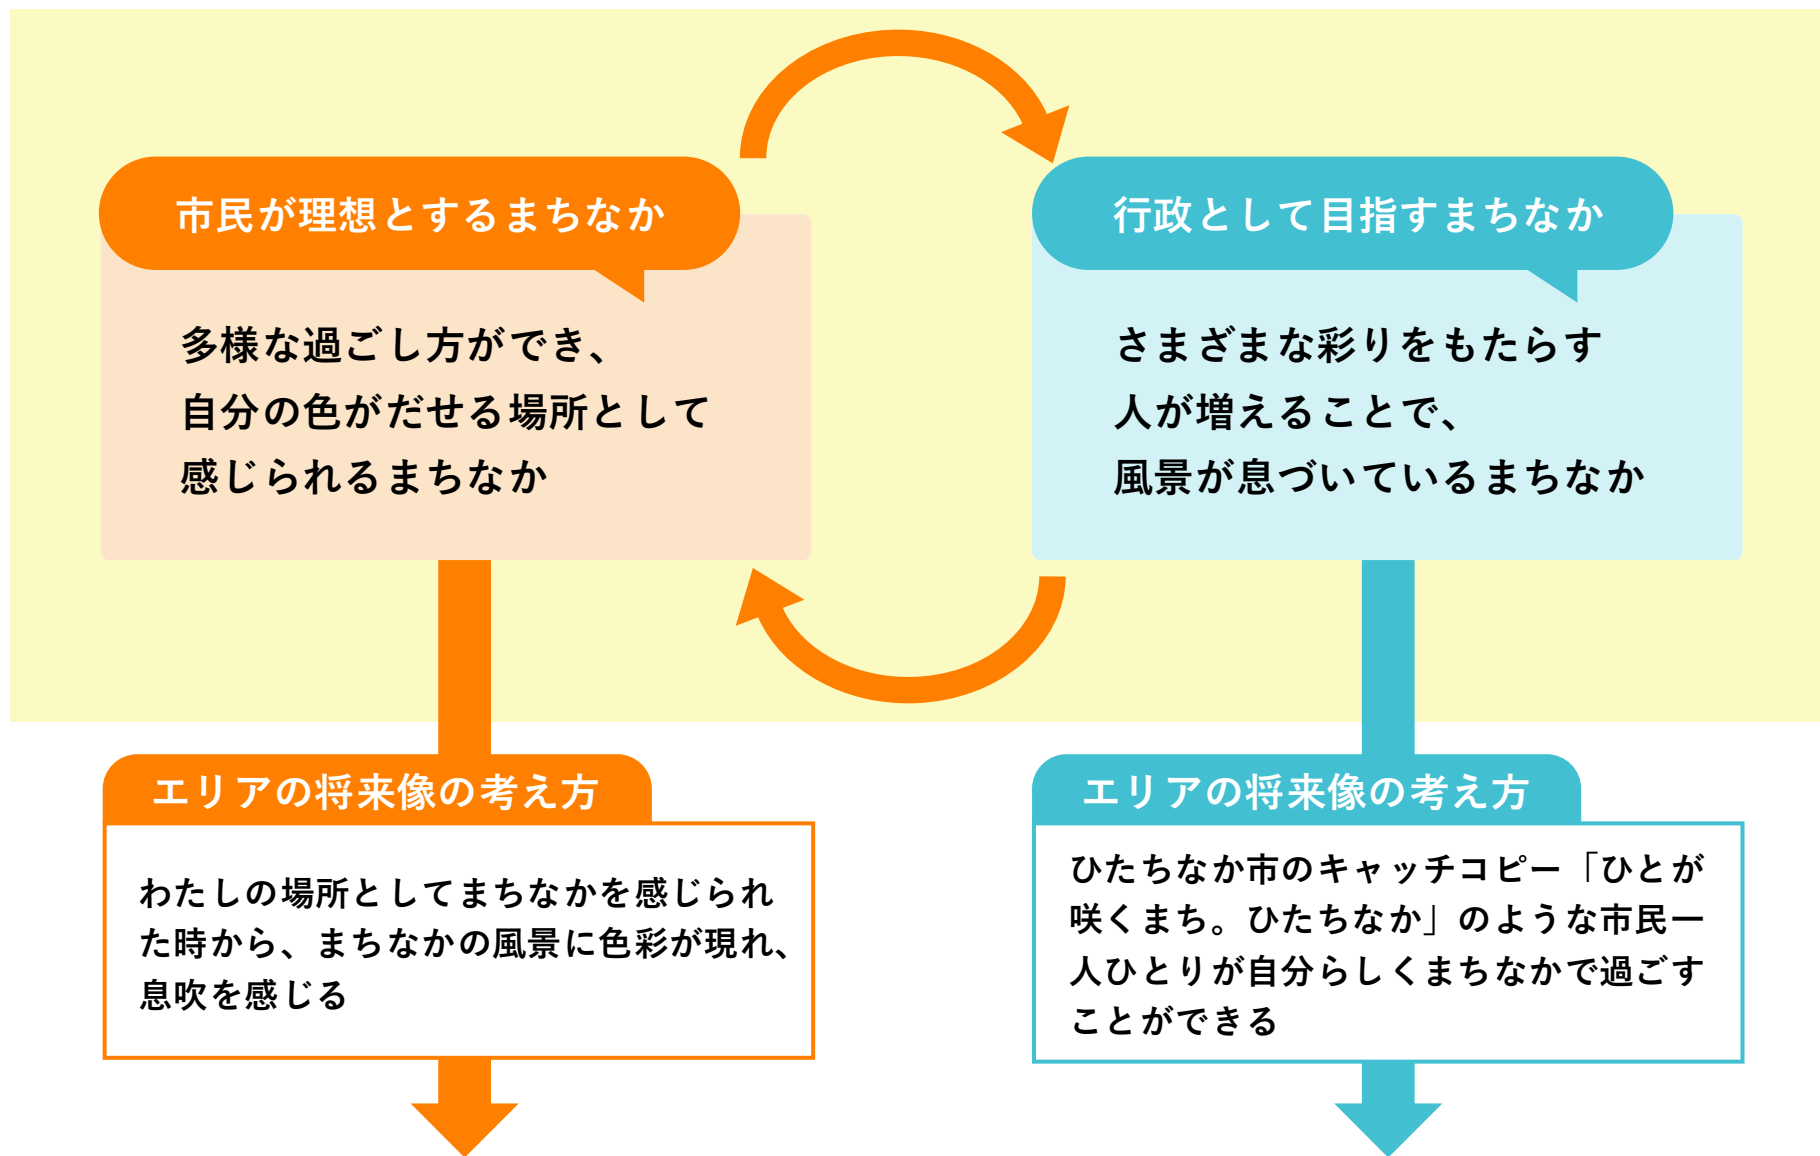 市民が理想とするまちなか
多様な過ごし方ができ、
自分の色がだせる場所として
感じられるまちなか
行政として目指すまちなか
さまざまな彩りをもたらす
人が増えることで、
風景が息づいているまちなか
エリアの将来像の考え方
わたしの場所としてまちなかを感じられ
た時から、まちなかの風景に色彩が現れ、
息吹を感じる
エリアの将来像の考え方
ひたちなか市のキャッチコピー「ひとが
咲くまち。ひたちなか」のような市民一
人ひとりが自分らしくまちなかで過ごす
ことができる